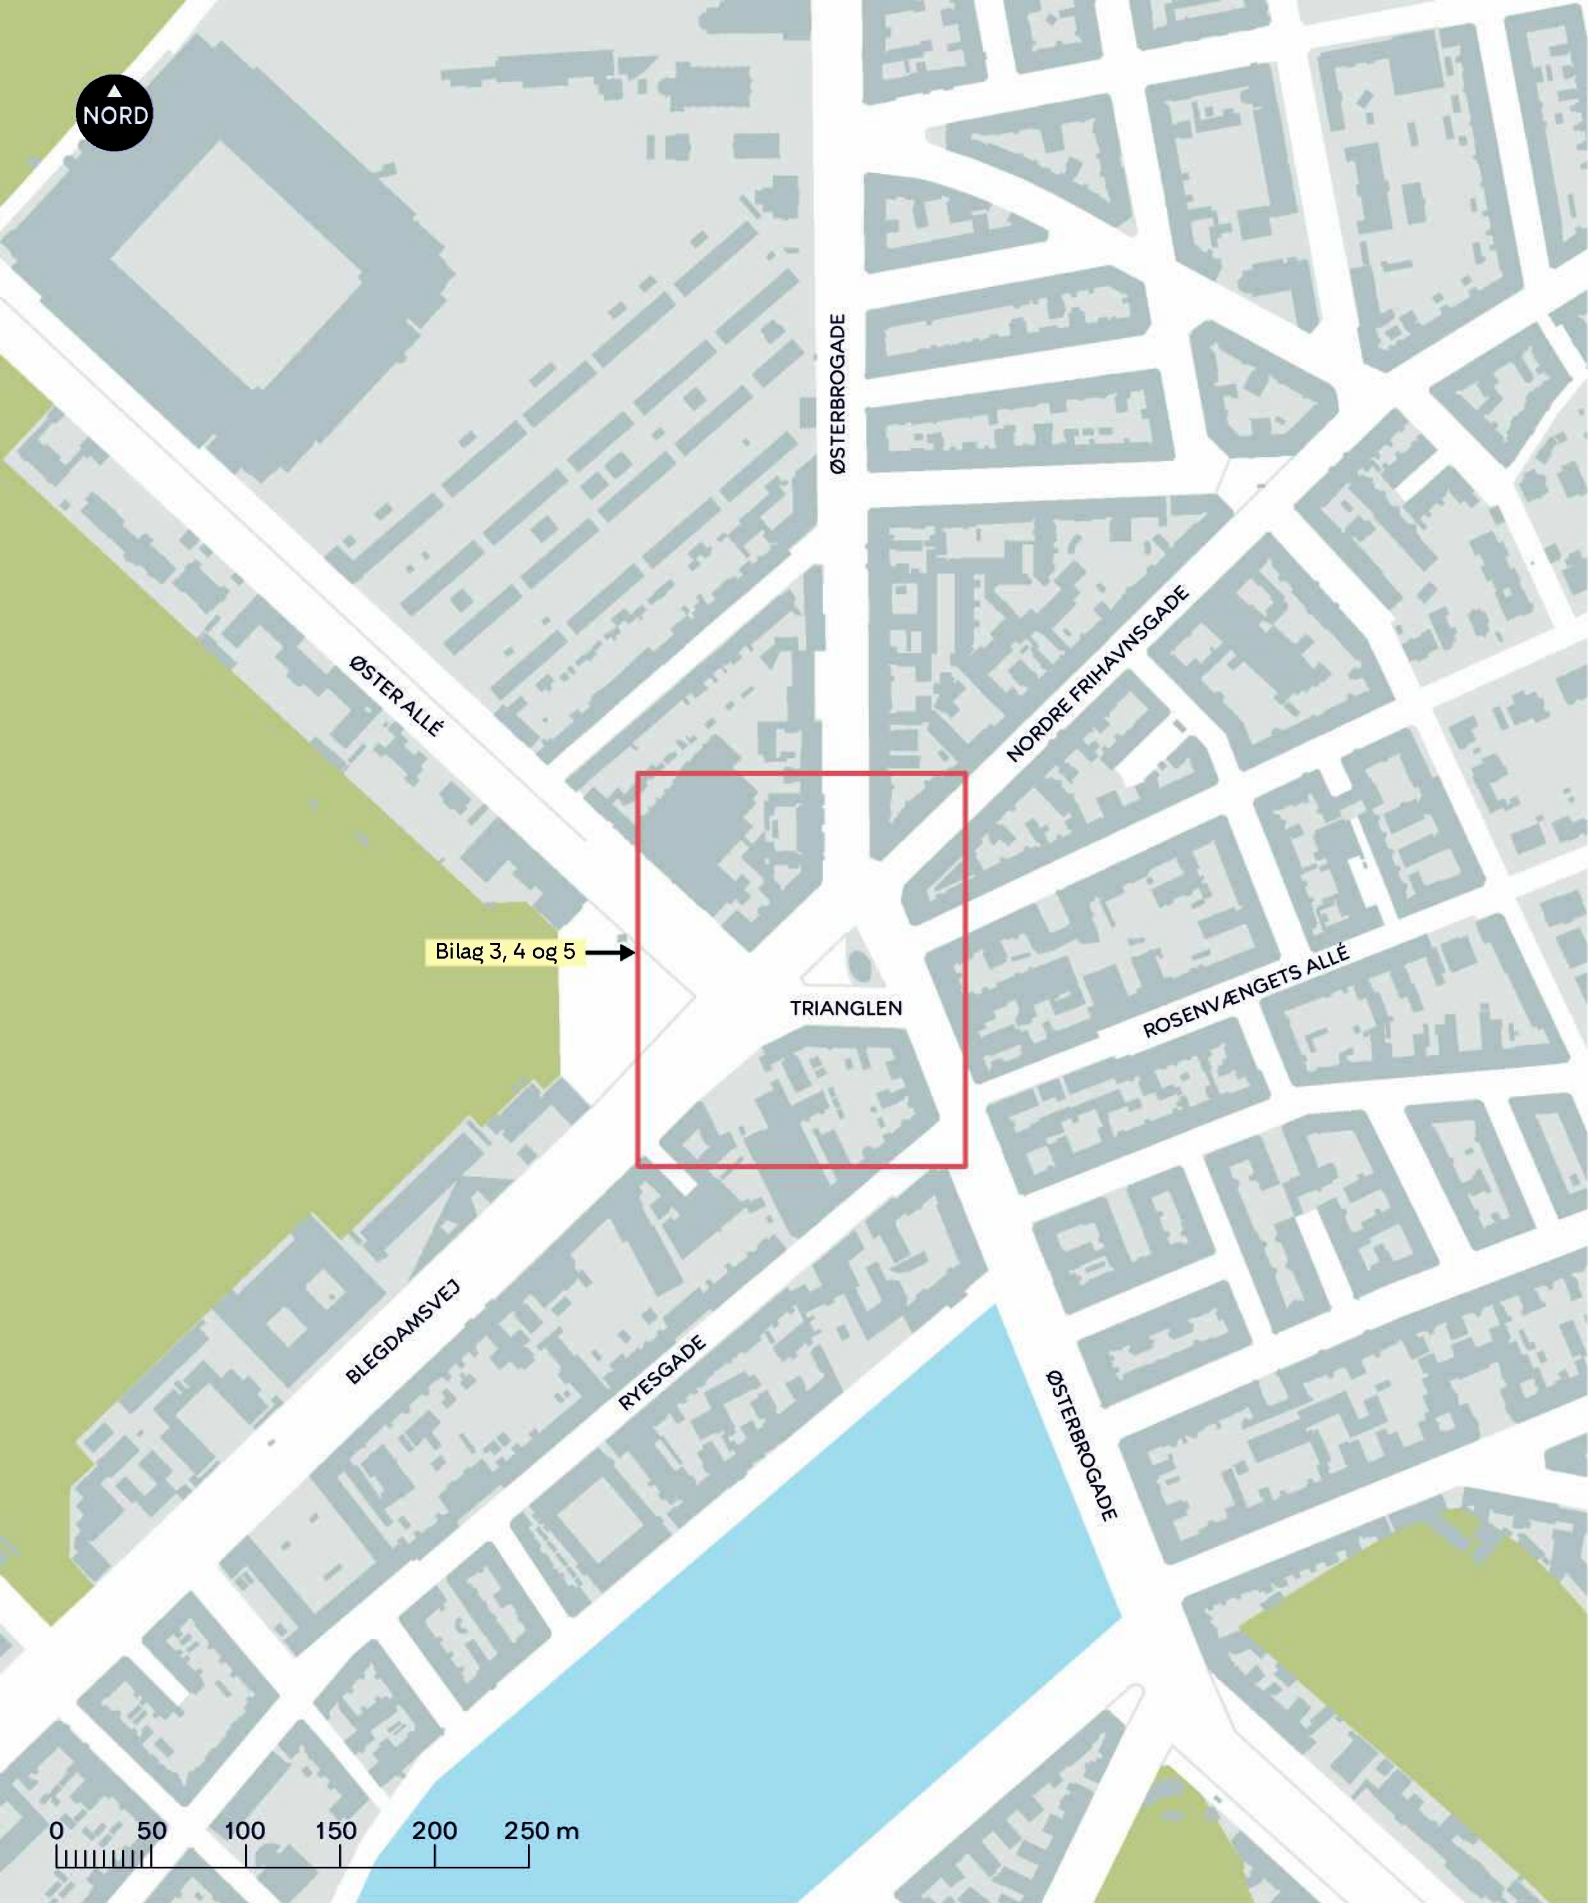 NORD
ØSTERBROGADE
NORDRE FRIHAVNSGADE
ØSTER ALLÉ
Bilag 3, 4 og 5
TRIANGLEN
ROSENVÆNGETS ALLÉ
BLEGDAMSVEJ
RYESGADE
ØSTERBROGADE
0 50 100 150 200 250 m